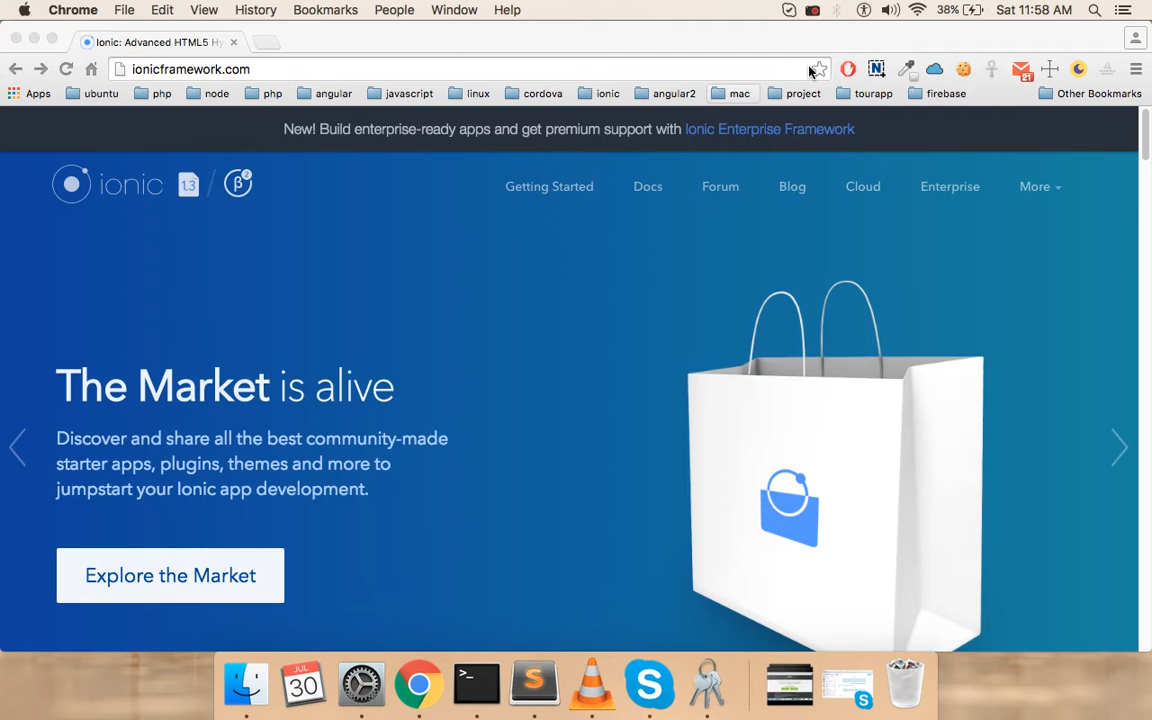 Chrome File Edit View History Bookmarks People Window Help 38% Sat 11:58 AM
Ionic: Advanced HTML5 Hy
ionicframework.com
Apps ubuntu php node php angular javascript linux cordova ionic angular2 mac project tourapp firebase Other Bookmarks
New! Build enterprise-ready apps and get premium support with Ionic Enterprise Framework
ionic 1.3 / β 2 Getting Started Docs Forum Blog Cloud Enterprise More
The Market is alive
Discover and share all the best community-made
starter apps, plugins, themes and more to
jumpstart your Ionic app development.
Explore the Market
JUL
30